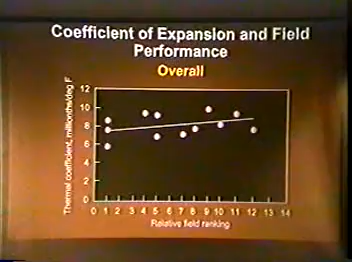 Coefficient of Expansion and Field
Performance
Overall
Thermal coefficient, millionths/deg F
12
10
8
6
4
2
0
0 1 2 3 4 5 6 7 8 9 10 11 12 13 14
Relative field ranking